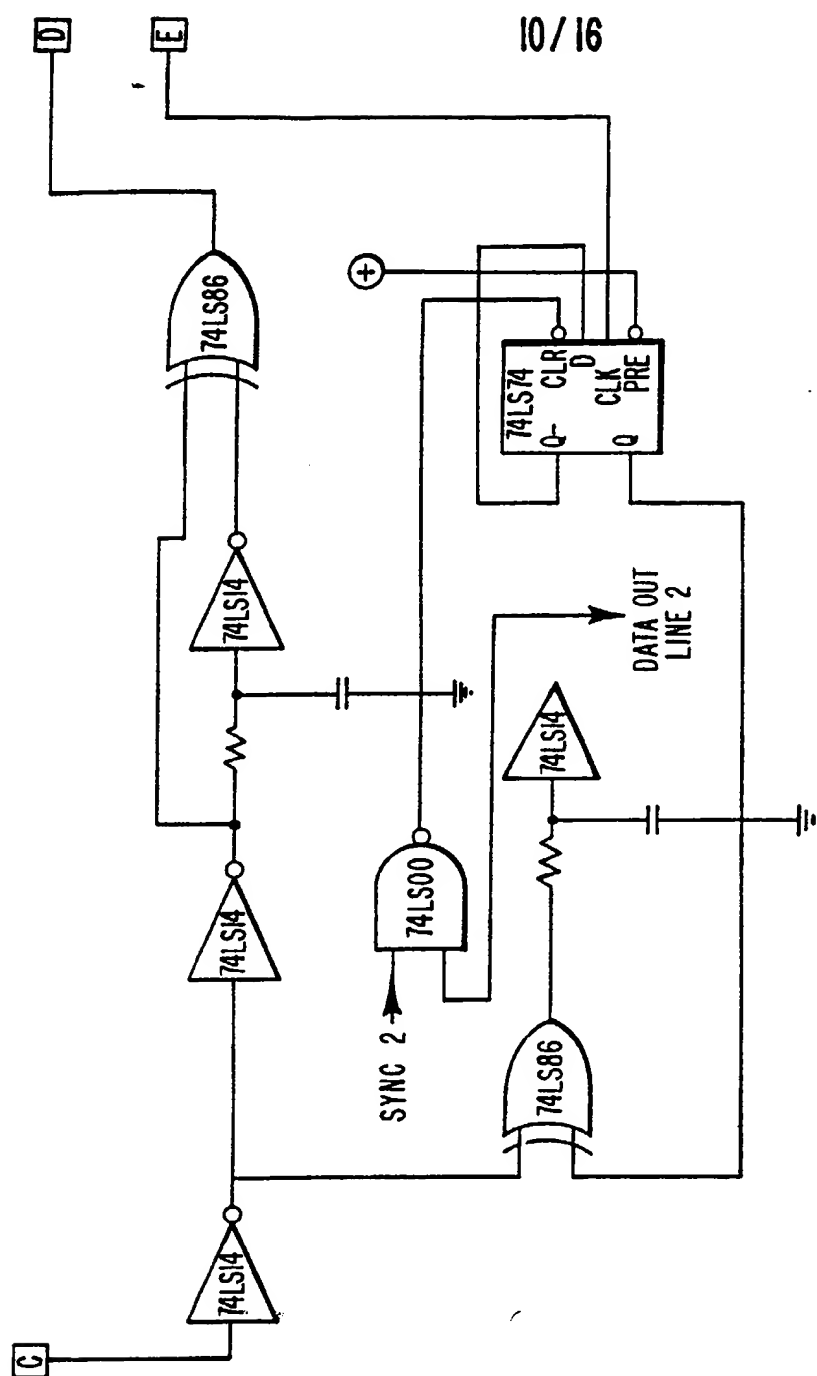 10/16
D
E
74LS86
74LS14
74LS14
74LS14
C
74LS74
Q-
CLR
D
CLK
PRE
Q
DATA OUT
LINE 2
74LS14
74LS00
SYNC 2
74LS86